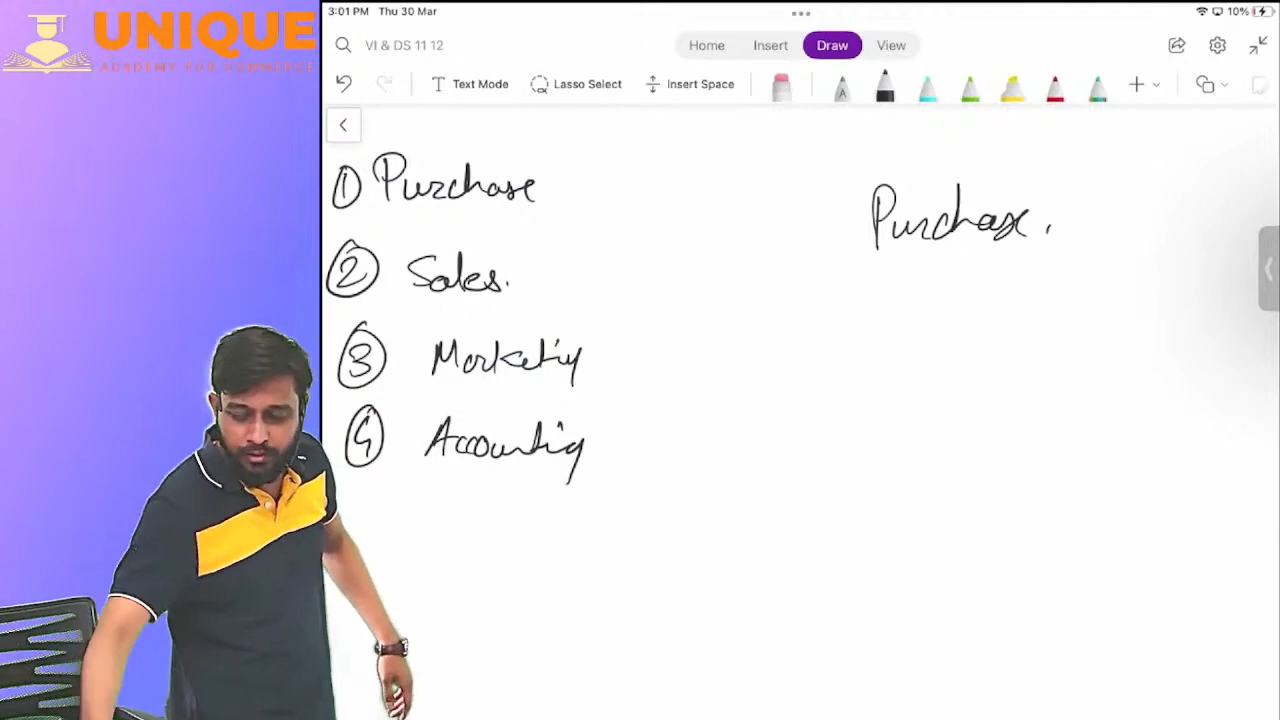 UNIQUE
ACADEMY FOR COMMERCE
3:01 PM Thu 30 Mar
10%
VI & DS 11 12
Home Insert Draw View
Text Mode Lasso Select Insert Space
A
① Purchase
Purchase.
② Sales.
③ Marketing
④ Accounting